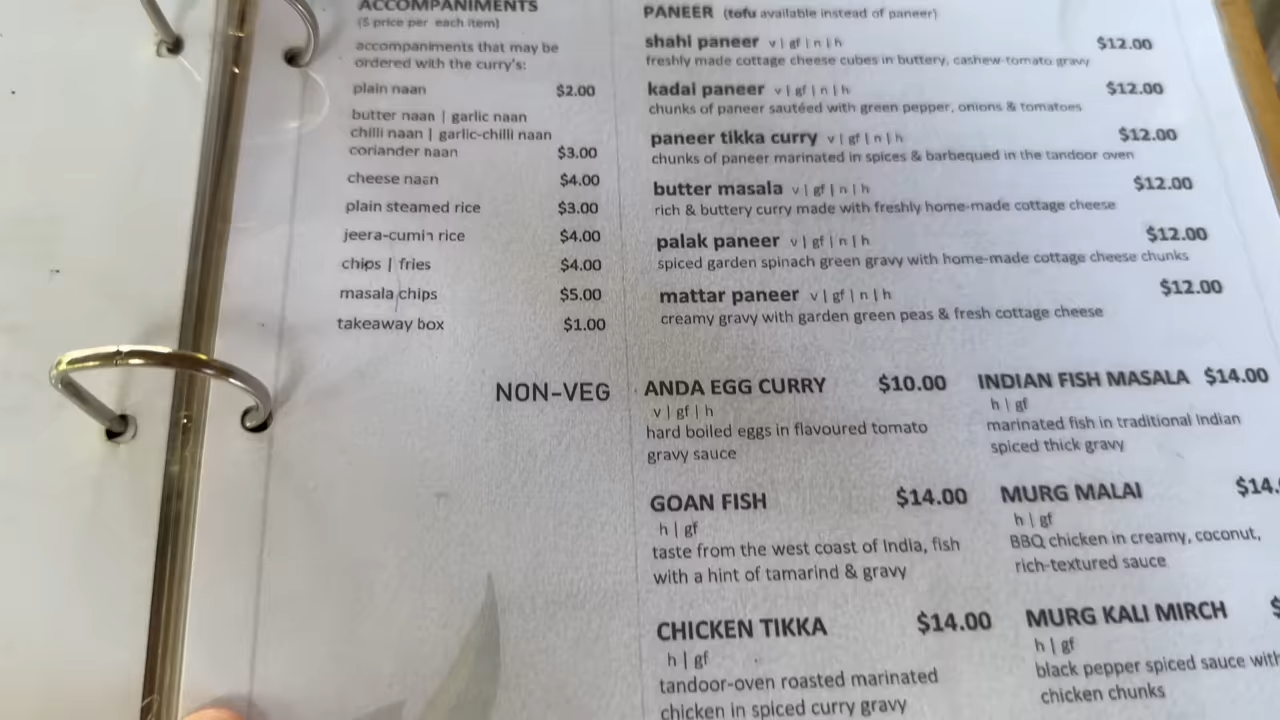 ACCOMPANIMENTS
($ price per each item)
accompaniments that may be
ordered with the curry's:
plain naan $2.00
butter naan | garlic naan
chilli naan | garlic-chilli naan
coriander naan $3.00
cheese naan $4.00
plain steamed rice $3.00
jeera-cumin rice $4.00
chips | fries $4.00
masala chips $5.00
takeaway box $1.00
PANEER (tofu available instead of paneer)
shahi paneer v | gf | n | h $12.00
freshly made cottage cheese cubes in buttery, cashew-tomato gravy
kadai paneer v | gf | n | h $12.00
chunks of paneer sautéed with green pepper, onions & tomatoes
paneer tikka curry v | gf | n | h $12.00
chunks of paneer marinated in spices & barbequed in the tandoor oven
butter masala v | gf | n | h $12.00
rich & buttery curry made with freshly home-made cottage cheese
palak paneer v | gf | n | h $12.00
spiced garden spinach green gravy with home-made cottage cheese chunks
mattar paneer v | gf | n | h $12.00
creamy gravy with garden green peas & fresh cottage cheese
NON-VEG
ANDA EGG CURRY $10.00
v | gf | h
hard boiled eggs in flavoured tomato
gravy sauce
INDIAN FISH MASALA $14.00
h | gf
marinated fish in traditional Indian
spiced thick gravy
GOAN FISH $14.00
h | gf
taste from the west coast of India, fish
with a hint of tamarind & gravy
MURG MALAI $14.
h | gf
BBQ chicken in creamy, coconut,
rich-textured sauce
CHICKEN TIKKA $14.00
h | gf
tandoor-oven roasted marinated
chicken in spiced curry gravy
MURG KALI MIRCH $
h | gf
black pepper spiced sauce with
chicken chunks